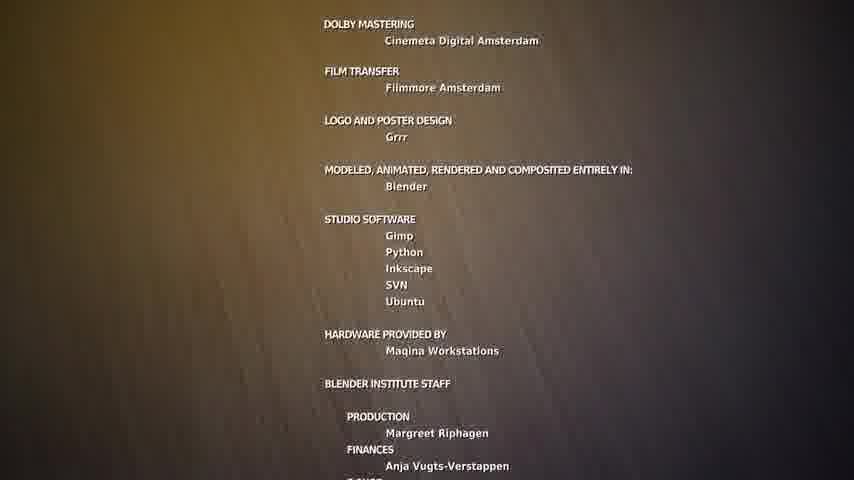 DOLBY MASTERING
Cinemeta Digital Amsterdam
FILM TRANSFER
Filmmore Amsterdam
LOGO AND POSTER DESIGN
Grrr
MODELED, ANIMATED, RENDERED AND COMPOSITED ENTIRELY IN:
Blender
STUDIO SOFTWARE
Gimp
Python
Inkscape
SVN
Ubuntu
HARDWARE PROVIDED BY
Maqina Workstations
BLENDER INSTITUTE STAFF
PRODUCTION
Margreet Riphagen
FINANCES
Anja Vugts-Verstappen